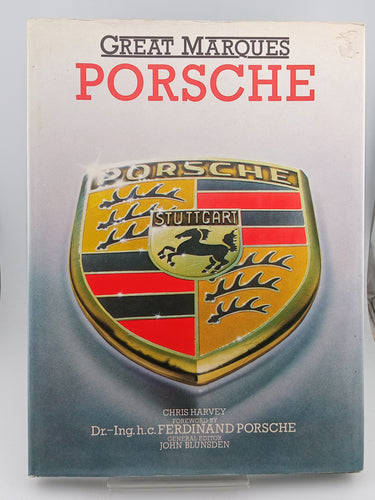 GREAT MARQUES
PORSCHE
PORSCHE
STUTTGART
CHRIS HARVEY
FOREWORD BY
Dr.-Ing.h.c.FERDINAND PORSCHE
GENERAL EDITOR
JOHN BLUNSDEN